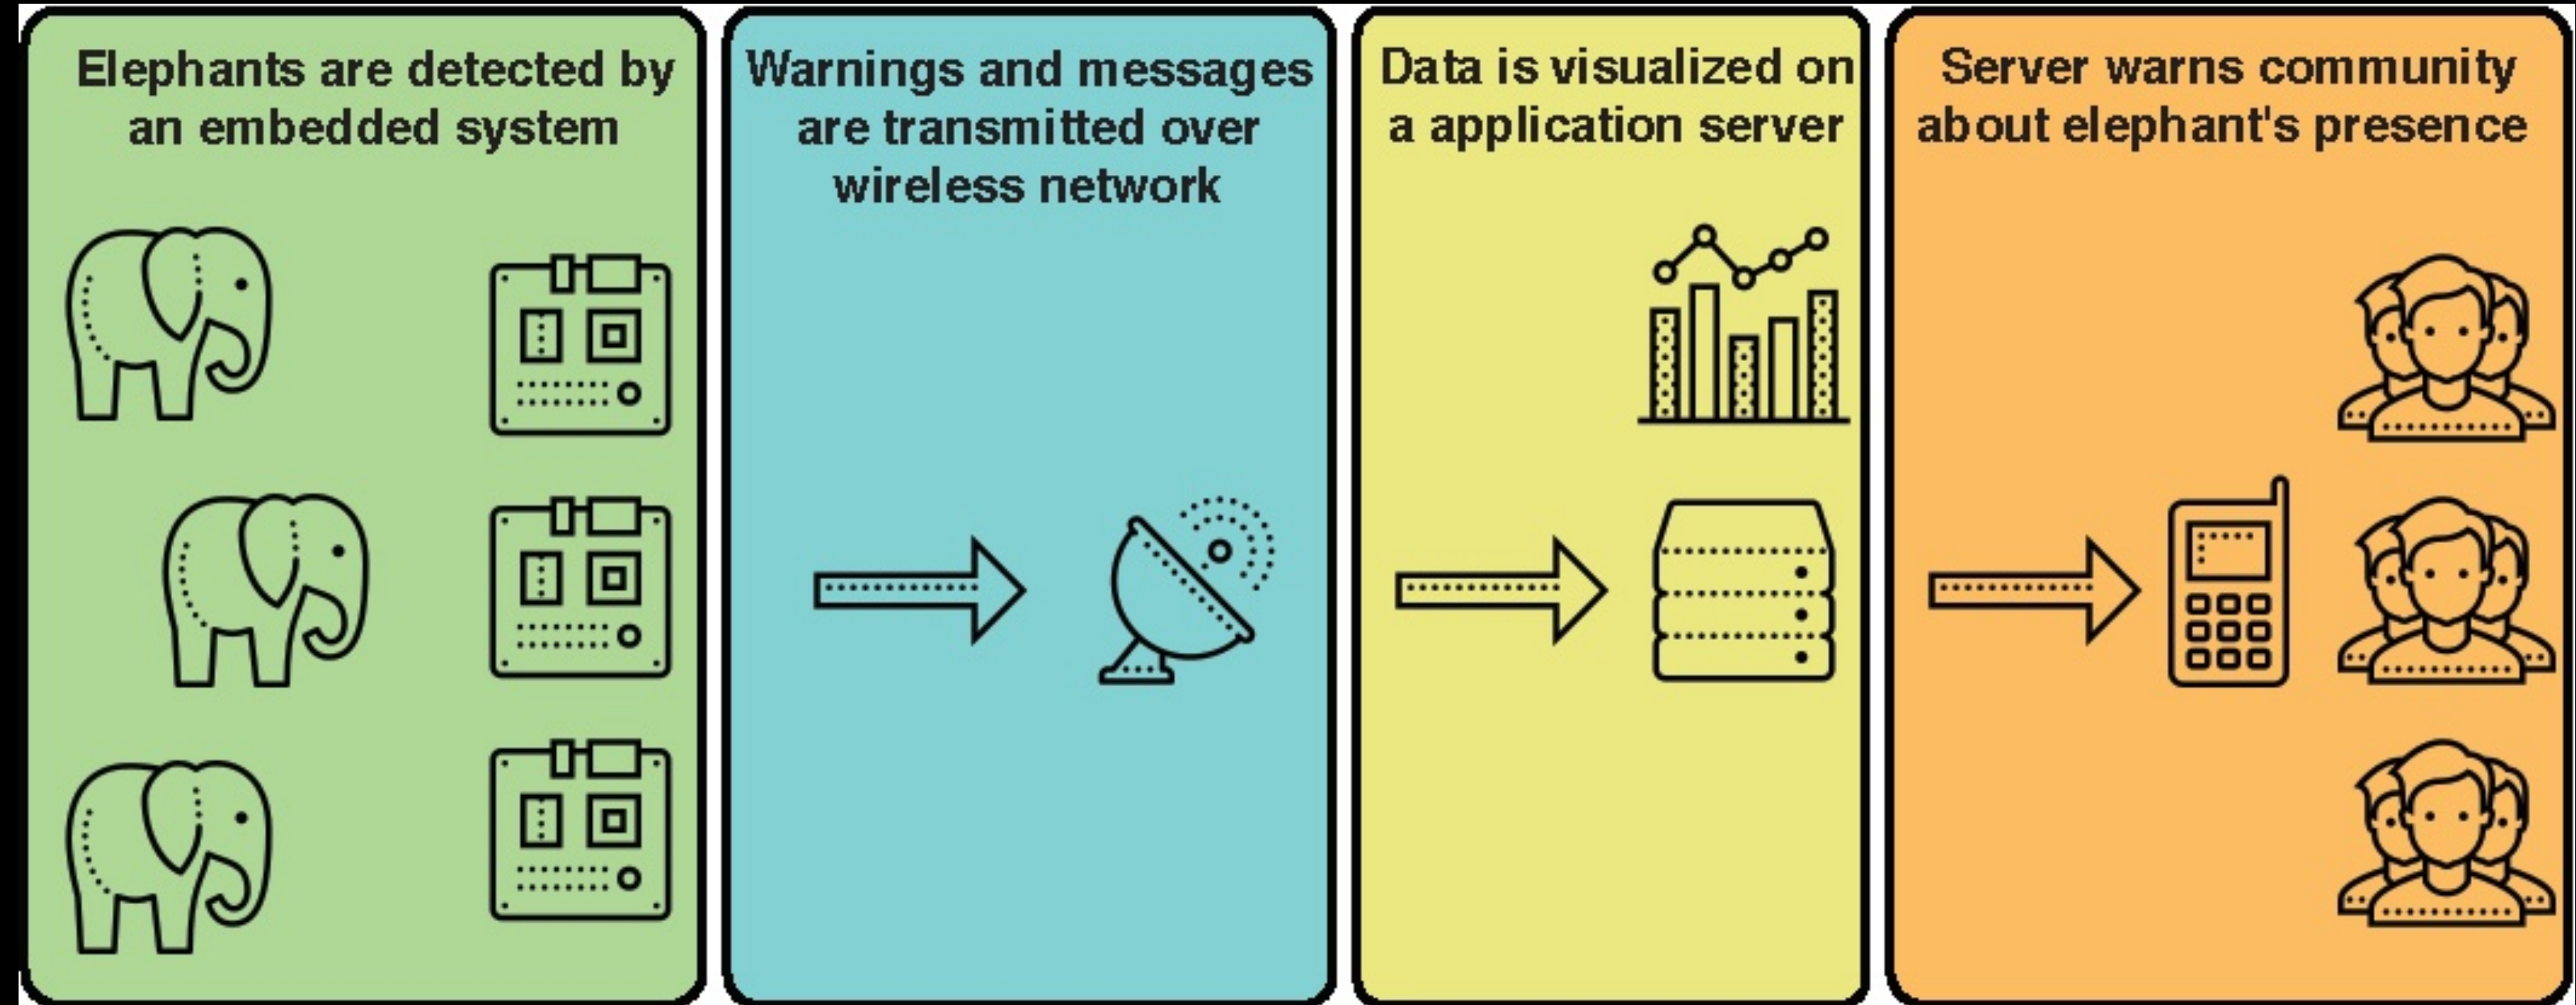 Elephants are detected by
an embedded system
Warnings and messages
are transmitted over
wireless network
Data is visualized on
a application server
Server warns community
about elephant's presence